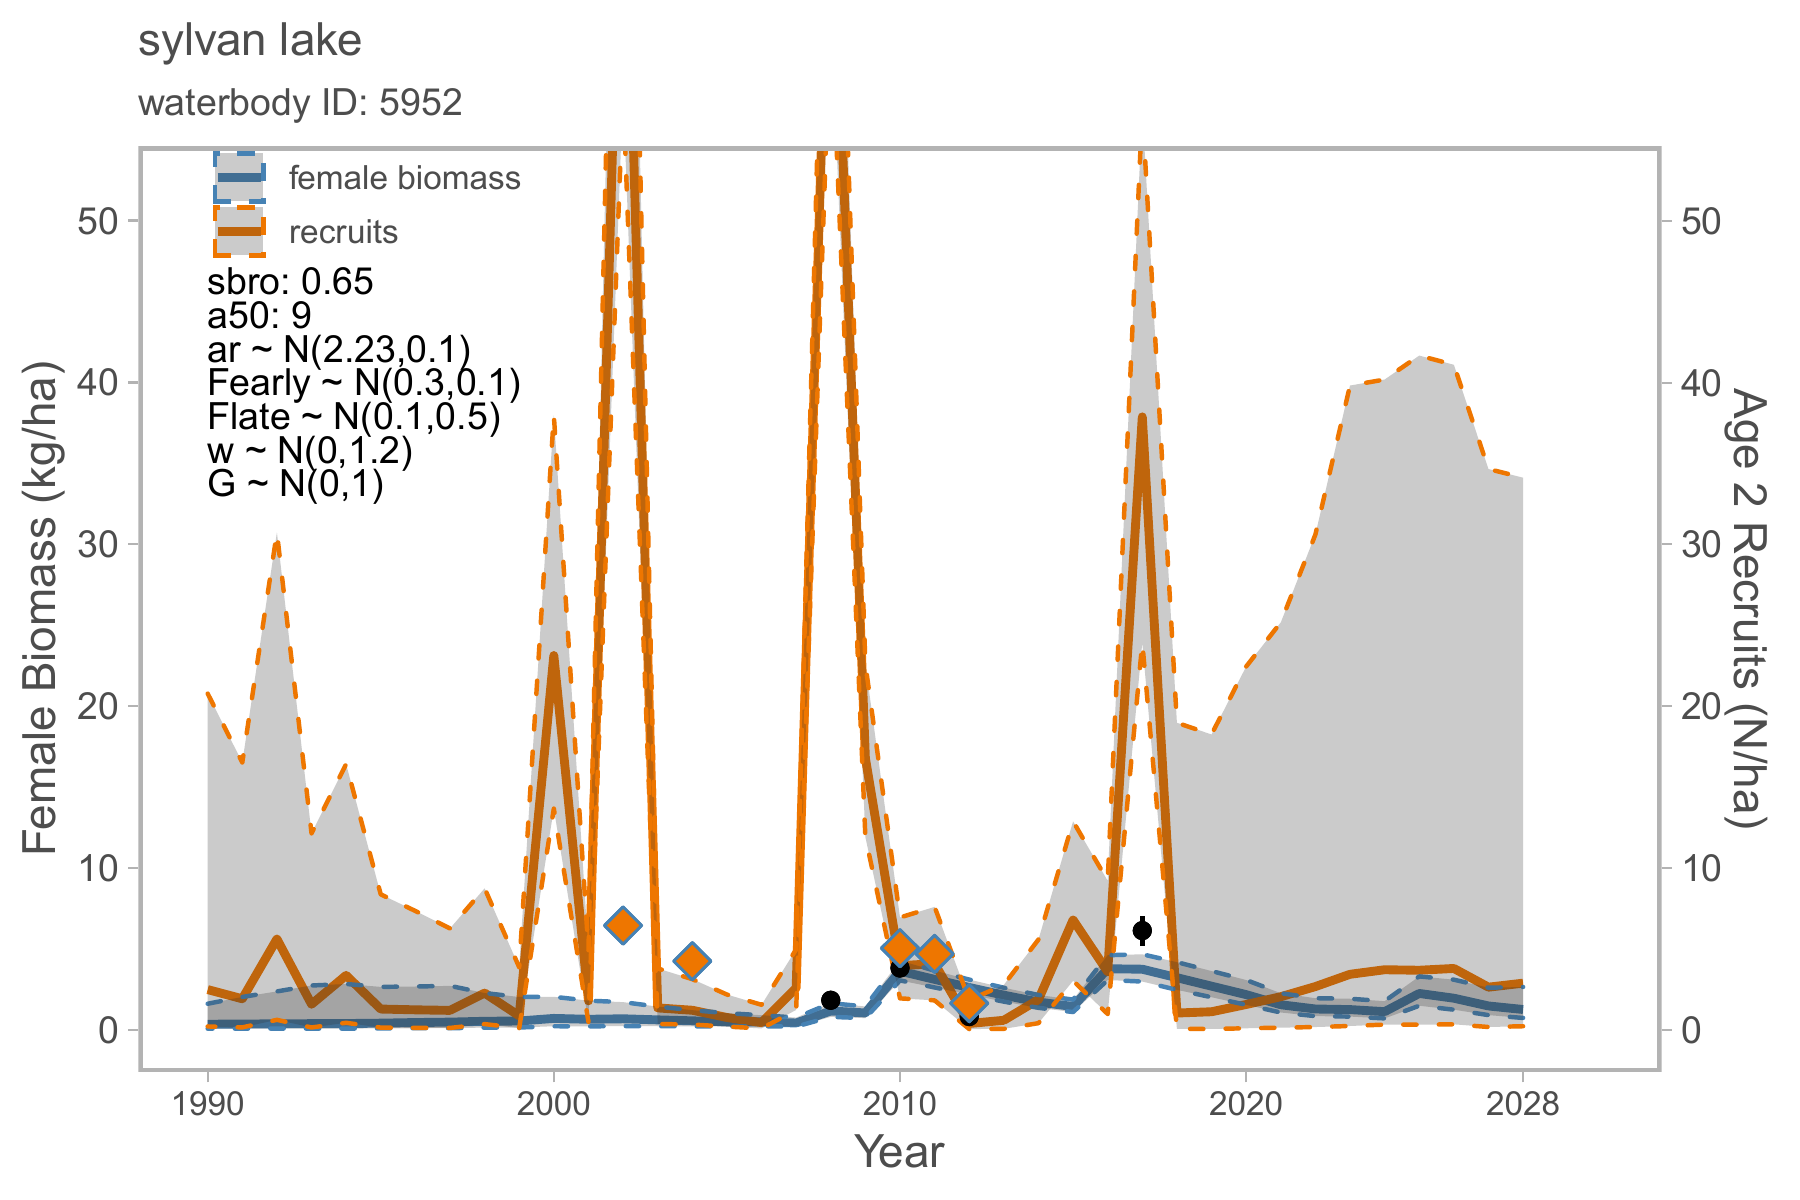 sylvan lake
waterbody ID: 5952
female biomass
recruits
sbro: 0.65
a50: 9
ar ~ N(2.23,0.1)
Fearly ~ N(0.3,0.1)
Flate ~ N(0.1,0.5)
w ~ N(0,1.2)
G ~ N(0,1)
Female Biomass (kg/ha)
50
40
30
20
10
0
50
40
30
20
10
0
Age 2 Recruits (N/ha)
1990
2000
2010
2020
2028
Year